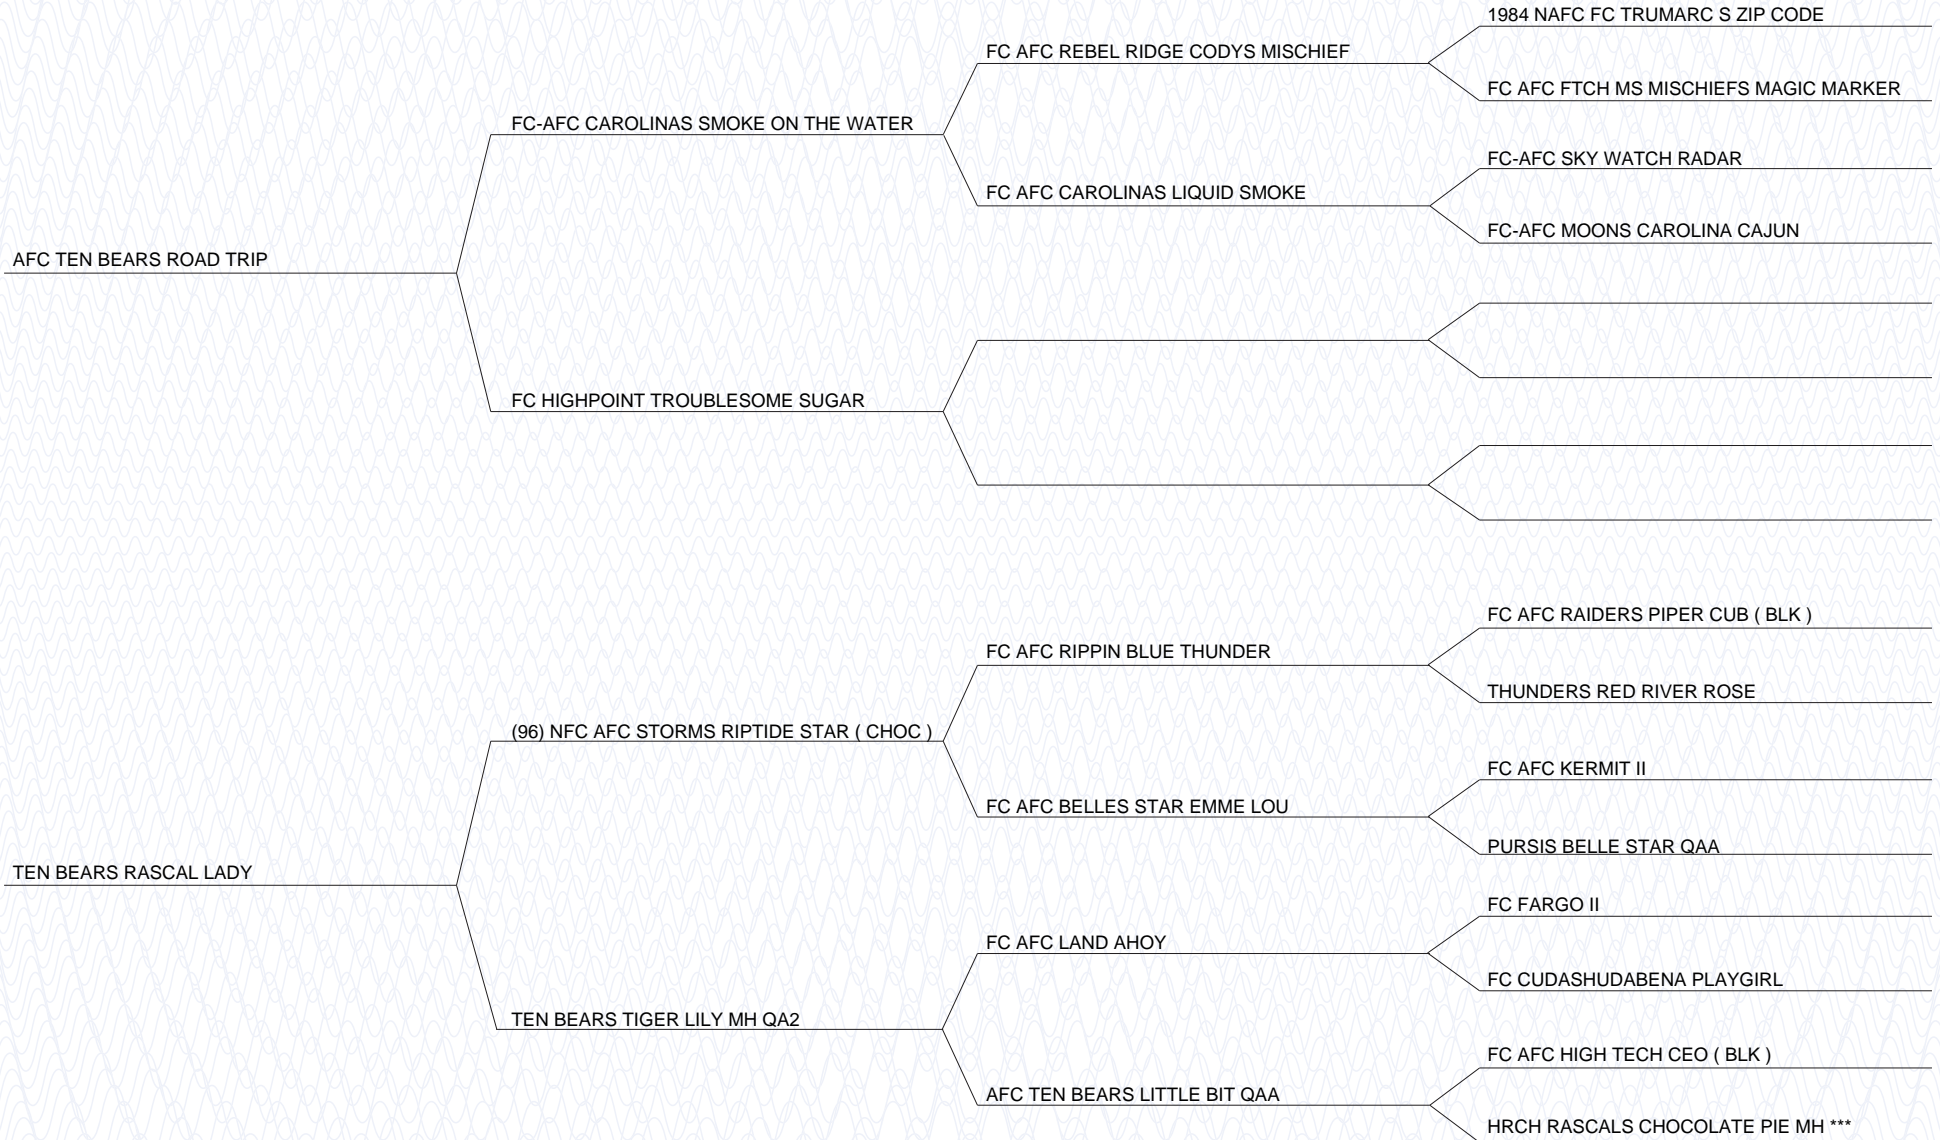 1984 NAFC FC TRUMARC S ZIP CODE
FC AFC REBEL RIDGE CODYS MISCHIEF
FC AFC FTCH MS MISCHIEFS MAGIC MARKER
FC-AFC CAROLINAS SMOKE ON THE WATER
FC-AFC SKY WATCH RADAR
FC AFC CAROLINAS LIQUID SMOKE
FC-AFC MOONS CAROLINA CAJUN
AFC TEN BEARS ROAD TRIP
FC HIGHPOINT TROUBLESOME SUGAR
FC AFC RAIDERS PIPER CUB ( BLK )
FC AFC RIPPIN BLUE THUNDER
THUNDERS RED RIVER ROSE
(96) NFC AFC STORMS RIPTIDE STAR ( CHOC )
FC AFC KERMIT II
FC AFC BELLES STAR EMME LOU
PURSIS BELLE STAR QAA
TEN BEARS RASCAL LADY
FC FARGO II
FC AFC LAND AHOY
FC CUDASHUDABENA PLAYGIRL
TEN BEARS TIGER LILY MH QA2
FC AFC HIGH TECH CEO ( BLK )
AFC TEN BEARS LITTLE BIT QAA
HRCH RASCALS CHOCOLATE PIE MH ***